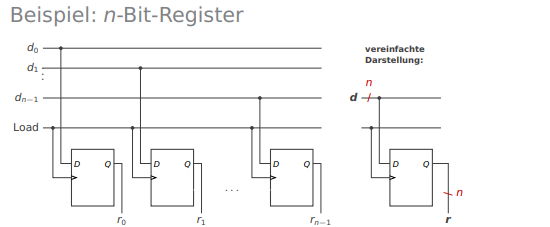 Beispiel: n-Bit-Register
d₀
d₁
:
dₙ₋₁
Load
D Q
D Q
. . .
D Q
r₀
r₁
rₙ₋₁
vereinfachte
Darstellung:
n
d
D Q
n
r